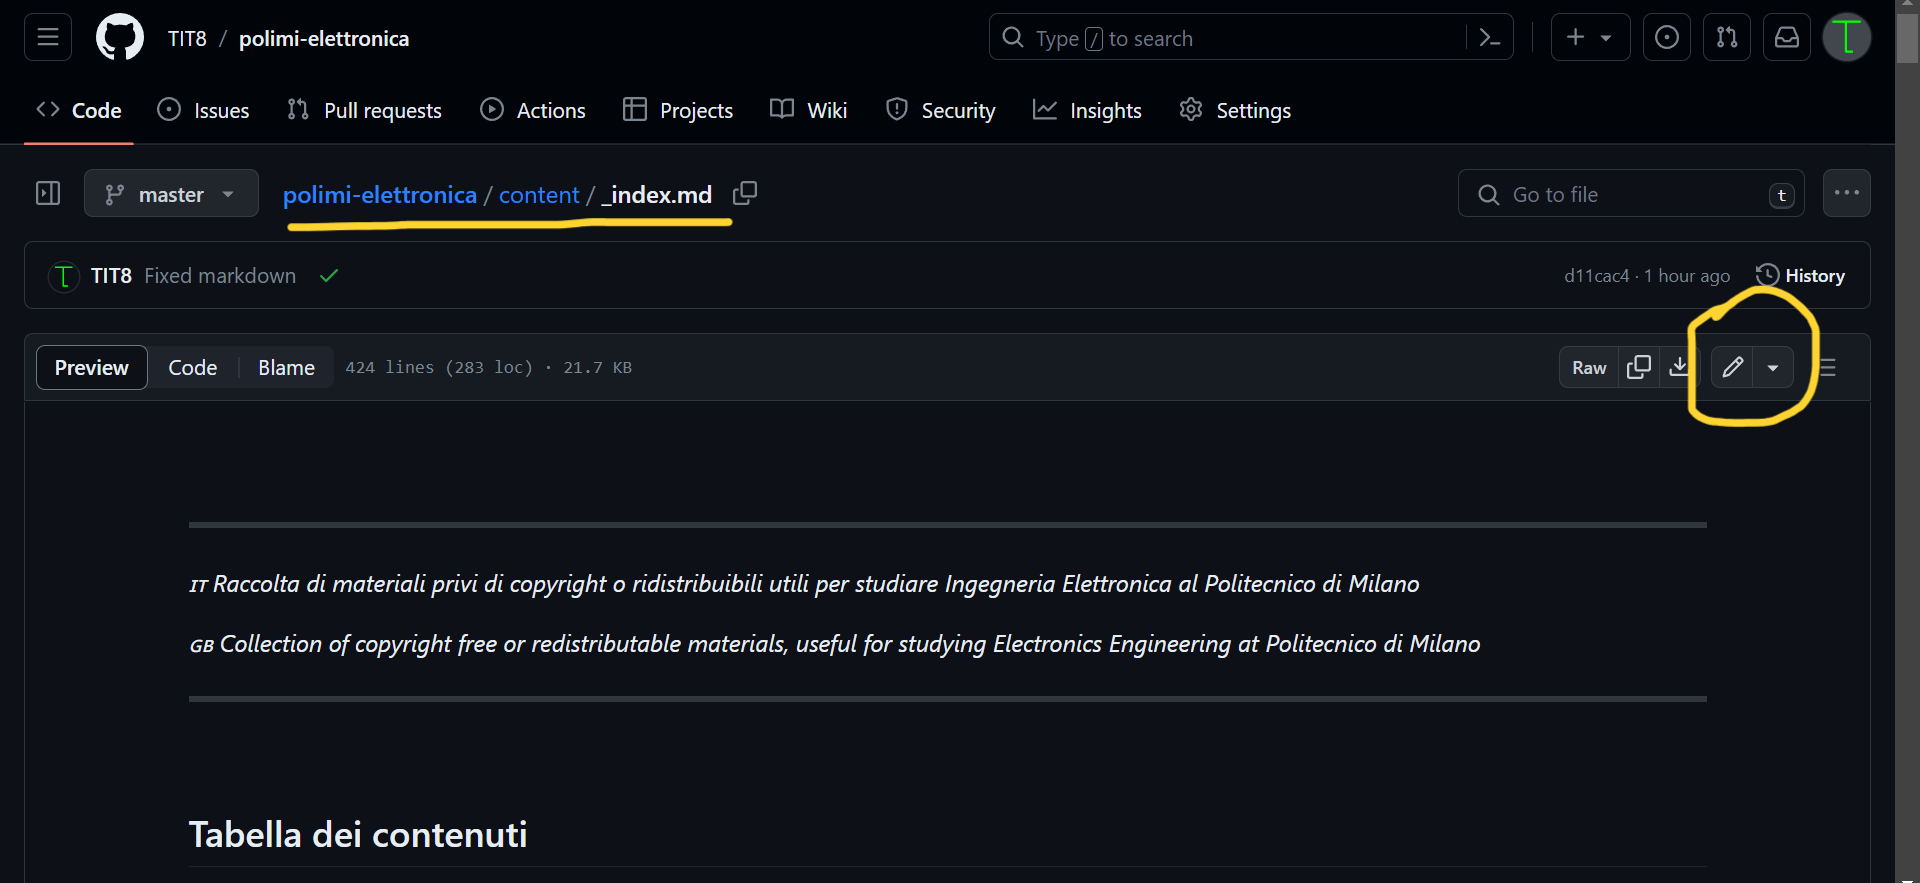 TIT8 / polimi-elettronica
Type / to search
Code Issues Pull requests Actions Projects Wiki Security Insights Settings
master polimi-elettronica / content / _index.md Go to file t
TIT8 Fixed markdown d11cac4 · 1 hour ago History
Preview Code Blame 424 lines (283 loc) · 21.7 KB Raw
IT Raccolta di materiali privi di copyright o ridistribuibili utili per studiare Ingegneria Elettronica al Politecnico di Milano
GB Collection of copyright free or redistributable materials, useful for studying Electronics Engineering at Politecnico di Milano
Tabella dei contenuti